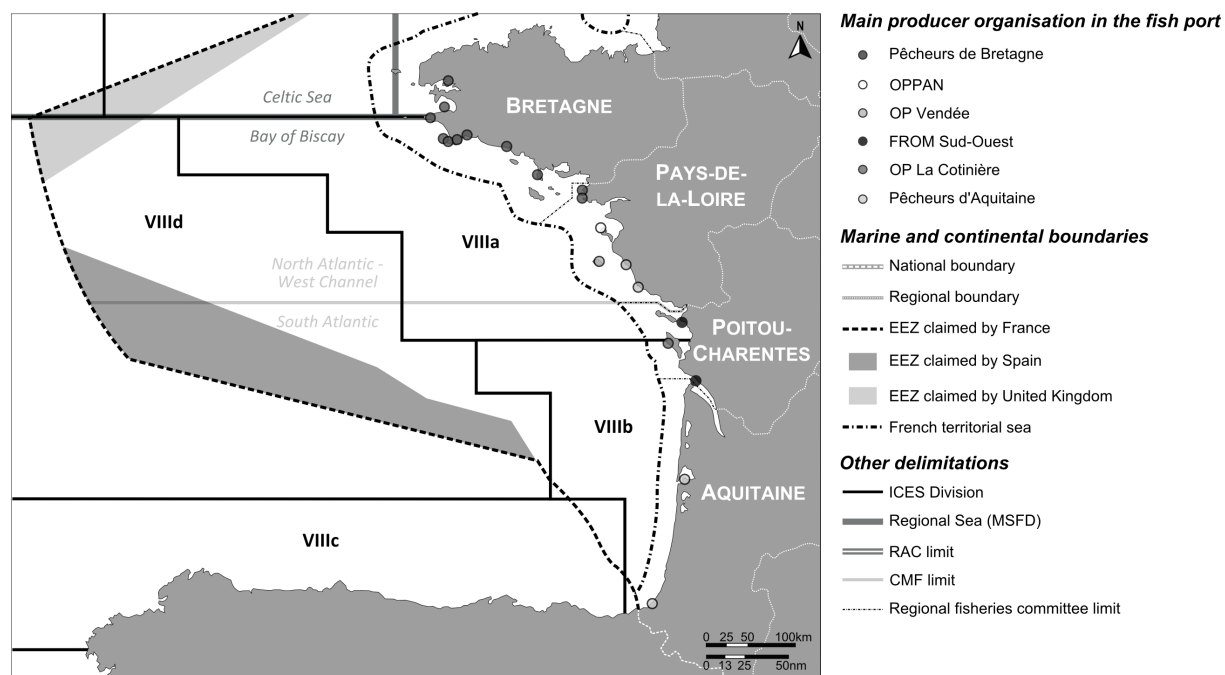 N
Celtic Sea
Bay of Biscay
BRETAGNE
PAYS-DE-
LA-LOIRE
VIIId
VIIIa
North Atlantic -
West Channel
South Atlantic
POITOU-
CHARENTES
VIIIb
AQUITAINE
VIIIc
0 25 50 100km
0 13 25 50nm
Main producer organisation in the fish port
Pêcheurs de Bretagne
OPPAN
OP Vendée
FROM Sud-Ouest
OP La Cotinière
Pêcheurs d'Aquitaine
Marine and continental boundaries
National boundary
Regional boundary
EEZ claimed by France
EEZ claimed by Spain
EEZ claimed by United Kingdom
French territorial sea
Other delimitations
ICES Division
Regional Sea (MSFD)
RAC limit
CMF limit
Regional fisheries committee limit